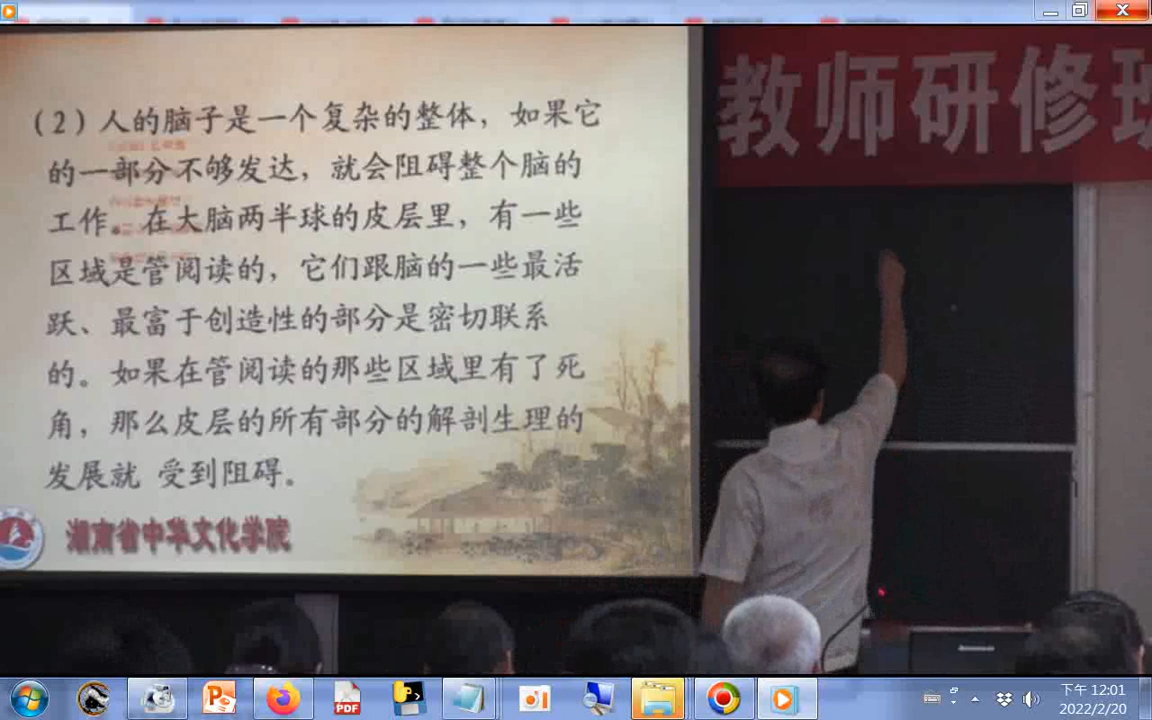 （2）人的脑子是一个复杂的整体，如果它
的一部分不够发达，就会阻碍整个脑的
工作。在大脑两半球的皮层里，有一些
区域是管阅读的，它们跟脑的一些最活
跃、最富于创造性的部分是密切联系
的。如果在管阅读的那些区域里有了死
角，那么皮层的所有部分的解剖生理的
发展就 受到阻碍。
湖南省中华文化学院
教师研修班
PDF
下午 12:01
2022/2/20